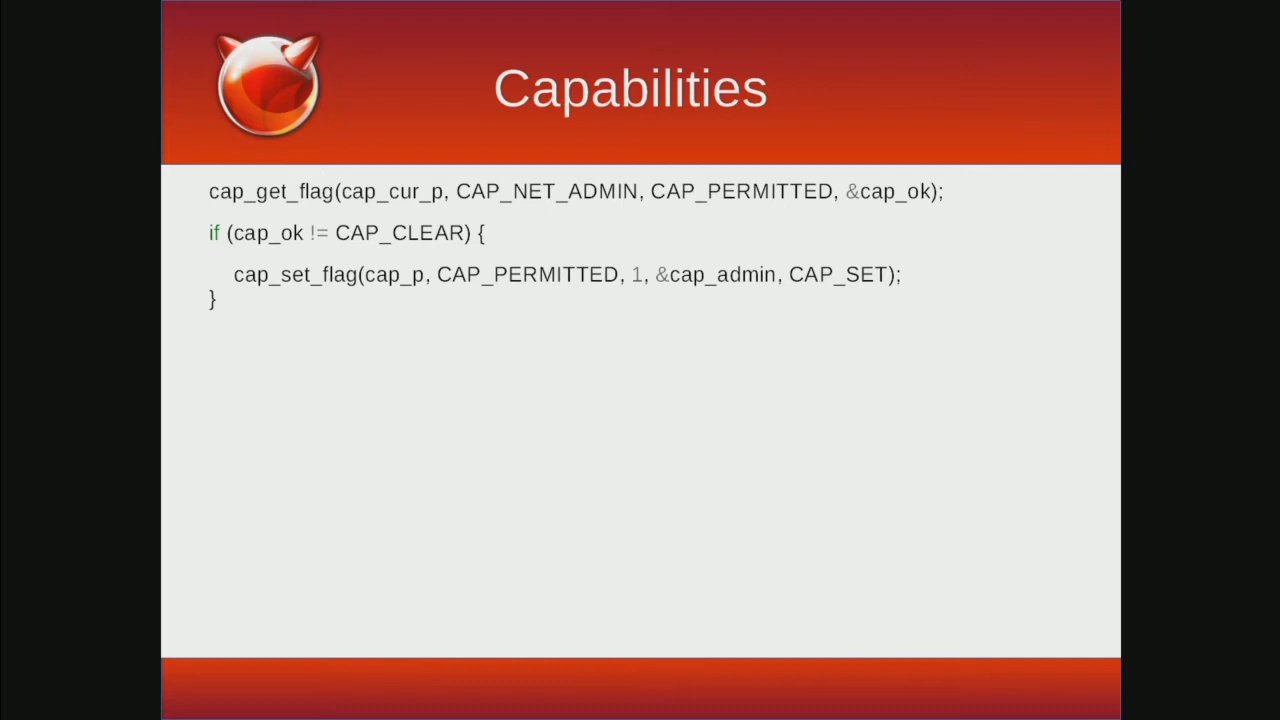 Capabilities
cap_get_flag(cap_cur_p, CAP_NET_ADMIN, CAP_PERMITTED, &cap_ok);
if (cap_ok != CAP_CLEAR) {
cap_set_flag(cap_p, CAP_PERMITTED, 1, &cap_admin, CAP_SET);
}